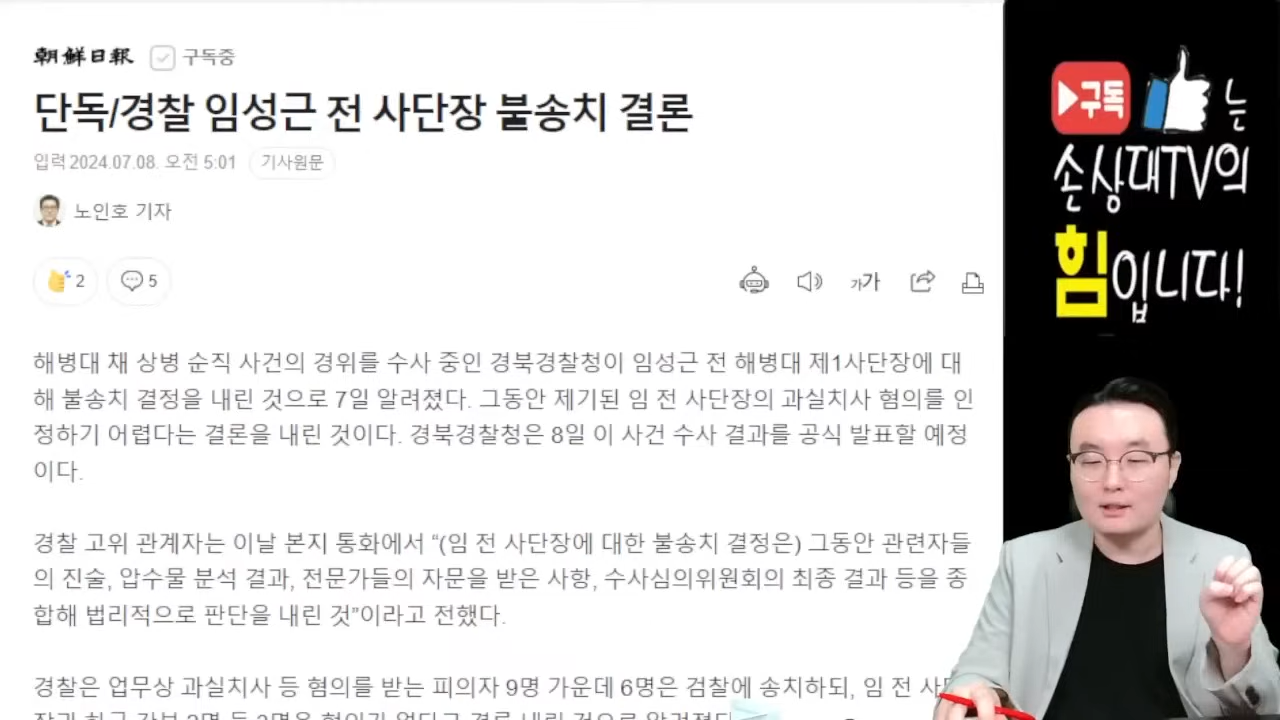 朝鮮日報 구독중
단독/경찰 임성근 전 사단장 불송치 결론
입력 2024.07.08. 오전 5:01 기사원문
노인호 기자
2 5 가가
해병대 채 상병 순직 사건의 경위를 수사 중인 경북경찰청이 임성근 전 해병대 제1사단장에 대
해 불송치 결정을 내린 것으로 7일 알려졌다. 그동안 제기된 임 전 사단장의 과실치사 혐의를 인
정하기 어렵다는 결론을 내린 것이다. 경북경찰청은 8일 이 사건 수사 결과를 공식 발표할 예정
이다.
경찰 고위 관계자는 이날 본지 통화에서 “(임 전 사단장에 대한 불송치 결정은) 그동안 관련자들
의 진술, 압수물 분석 결과, 전문가들의 자문을 받은 사항, 수사심의위원회의 최종 결과 등을 종
합해 법리적으로 판단을 내린 것”이라고 전했다.
경찰은 업무상 과실치사 등 혐의를 받는 피의자 9명 가운데 6명은 검찰에 송치하되, 임 전
구독 는
손상대TV의
힘입니다!